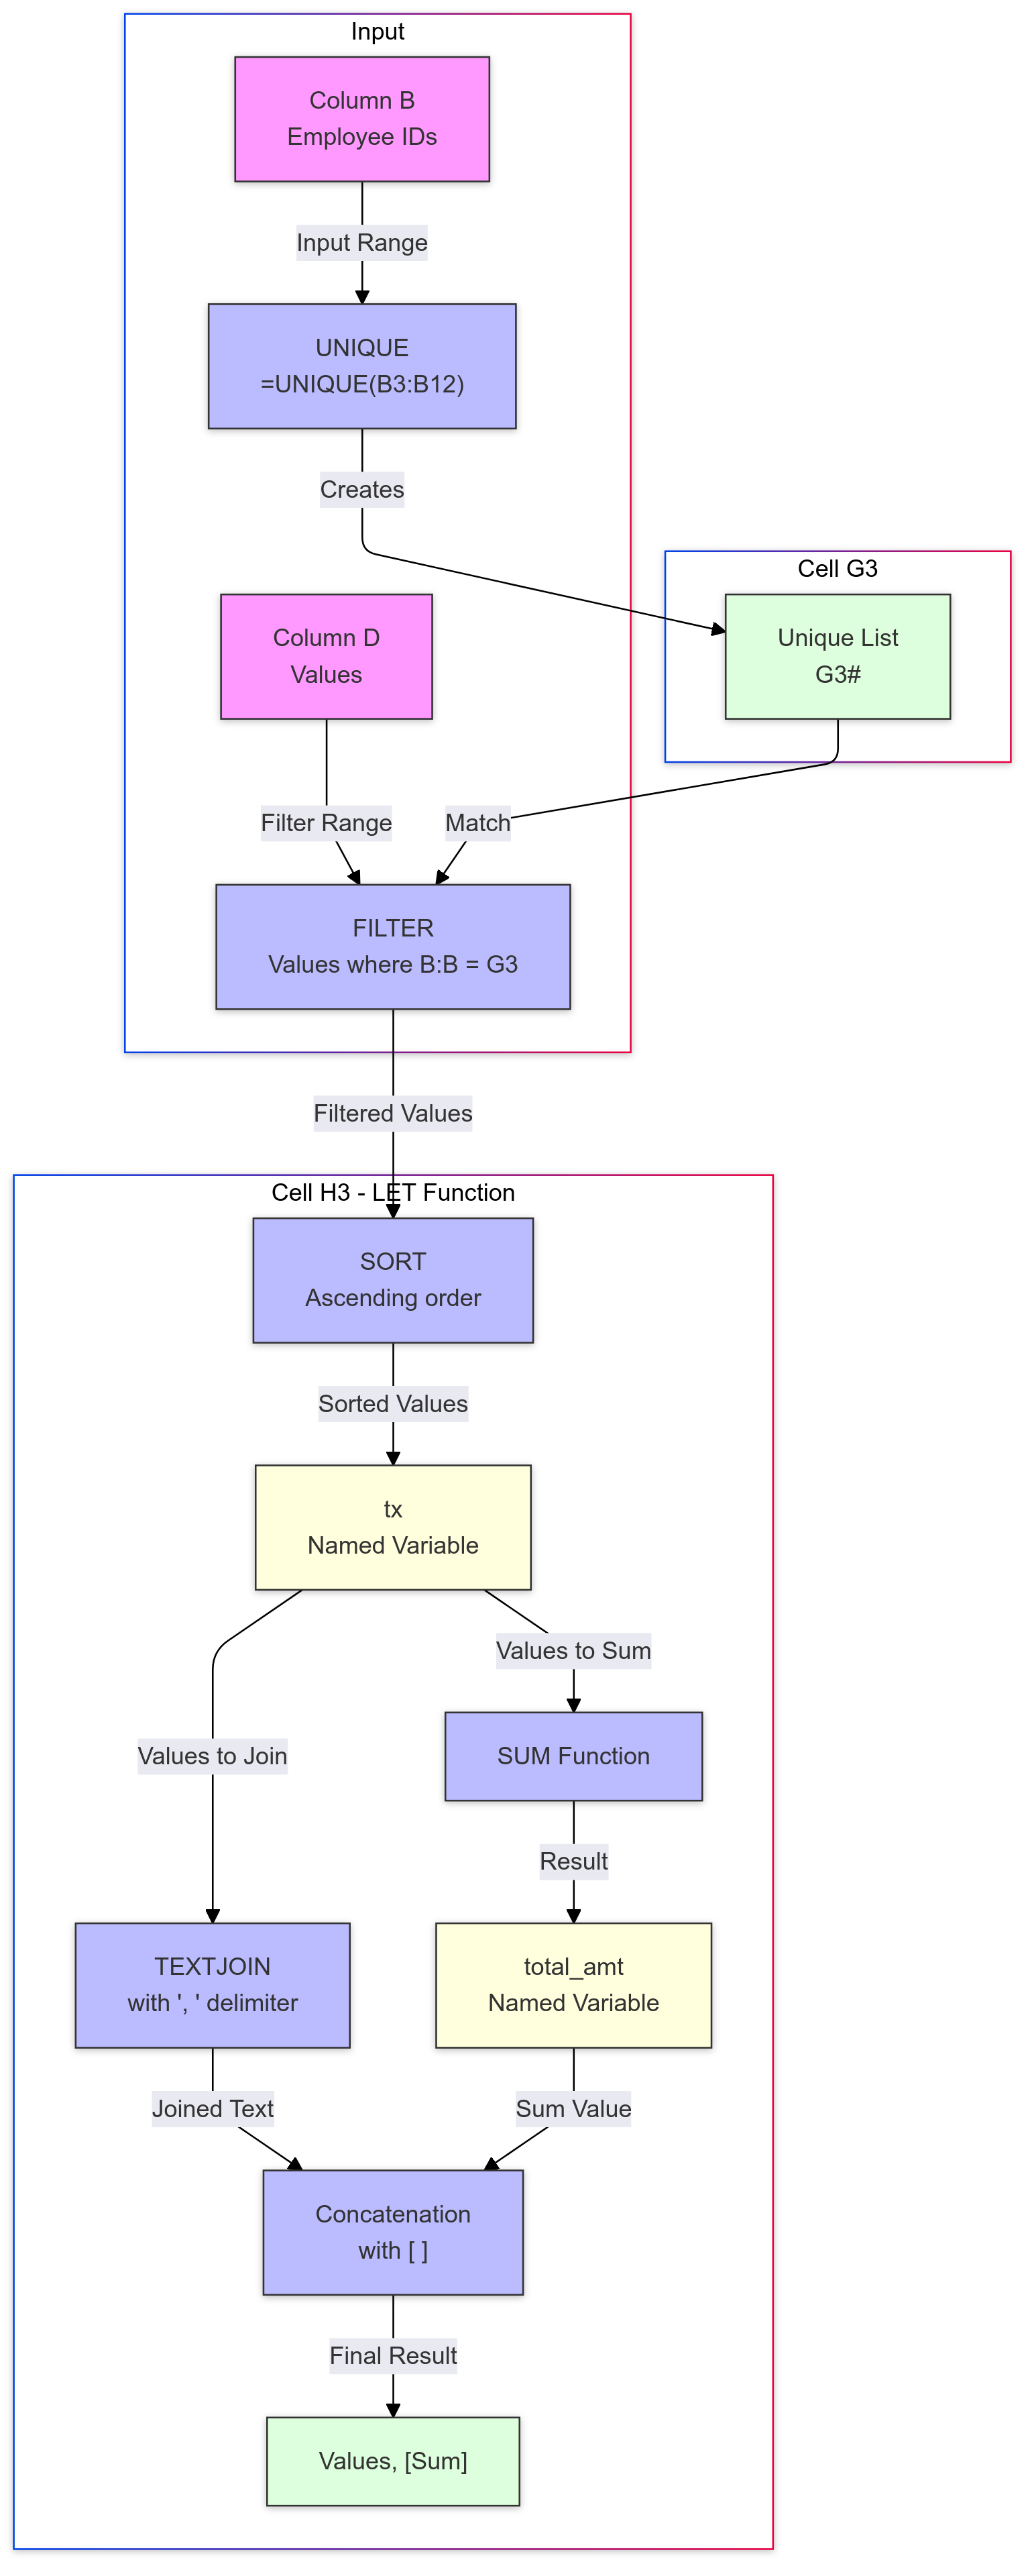 Input
Column B
Employee IDs
Input Range
UNIQUE
=UNIQUE(B3:B12)
Creates
Cell G3
Column D
Values
Unique List
G3#
Filter Range
Match
FILTER
Values where B:B = G3
Filtered Values
Cell H3 - LET Function
SORT
Ascending order
Sorted Values
tx
Named Variable
Values to Sum
Values to Join
SUM Function
Result
TEXTJOIN
with ', ' delimiter
total_amt
Named Variable
Joined Text
Sum Value
Concatenation
with [ ]
Final Result
Values, [Sum]